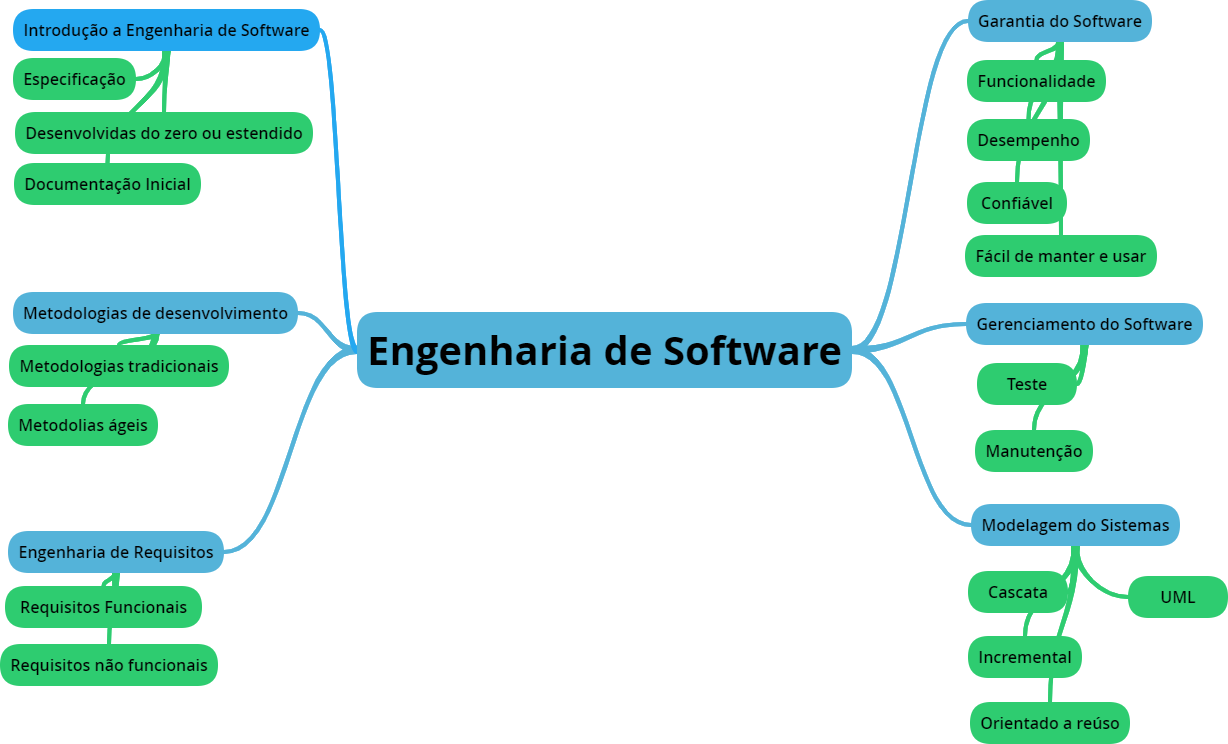 Introdução a Engenharia de Software
Especificação
Desenvolvidas do zero ou estendido
Documentação Inicial
Metodologias de desenvolvimento
Metodologias tradicionais
Metodolias ágeis
Engenharia de Requisitos
Requisitos Funcionais
Requisitos não funcionais
Engenharia de Software
Garantia do Software
Funcionalidade
Desempenho
Confiável
Fácil de manter e usar
Gerenciamento do Software
Teste
Manutenção
Modelagem do Sistemas
Cascata
UML
Incremental
Orientado a reúso